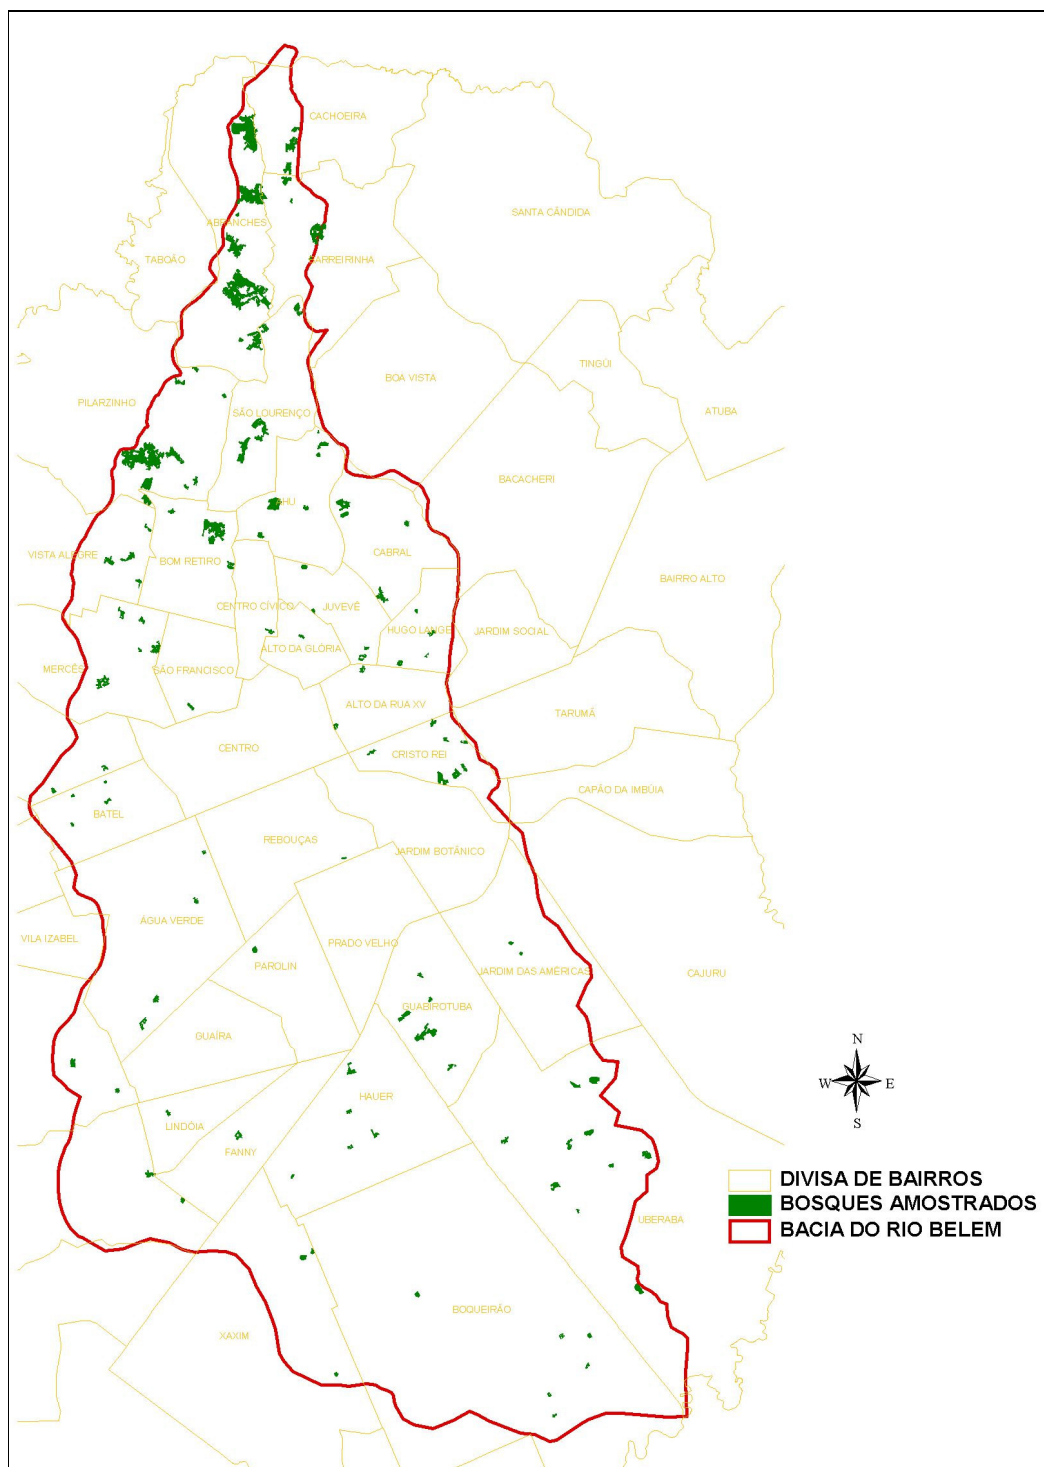 CACHOEIRA
SANTA CÂNDIDA
ABRANCHES
TABOÃO
BARREIRINHA
TINGÚI
BOA VISTA
PILARZINHO
SÃO LOURENÇO
ATUBA
BACACHERI
AHU
VISTA ALEGRE
BOM RETIRO
CABRAL
BAIRRO ALTO
CENTRO CÍVICO
JUVEVÊ
HUGO LANGE
JARDIM SOCIAL
ALTO DA GLÓRIA
MERCÊS
SÃO FRANCISCO
ALTO DA RUA XV
TARUMÃ
CENTRO
CRISTO REI
CAPÃO DA IMBÚIA
BATEL
REBOUÇAS
JARDIM BOTÂNICO
ÁGUA VERDE
VILA IZABEL
PRADO VELHO
PAROLIN
JARDIM DAS AMÉRICAS
CAJURU
GUABIROTUBA
GUAÍRA
N
W E
S
HAUER
LINDÓIA
FANNY
DIVISA DE BAIRROS
BOSQUES AMOSTRADOS
UBERABA
BACIA DO RIO BELEM
BOQUEIRÃO
XAXIM